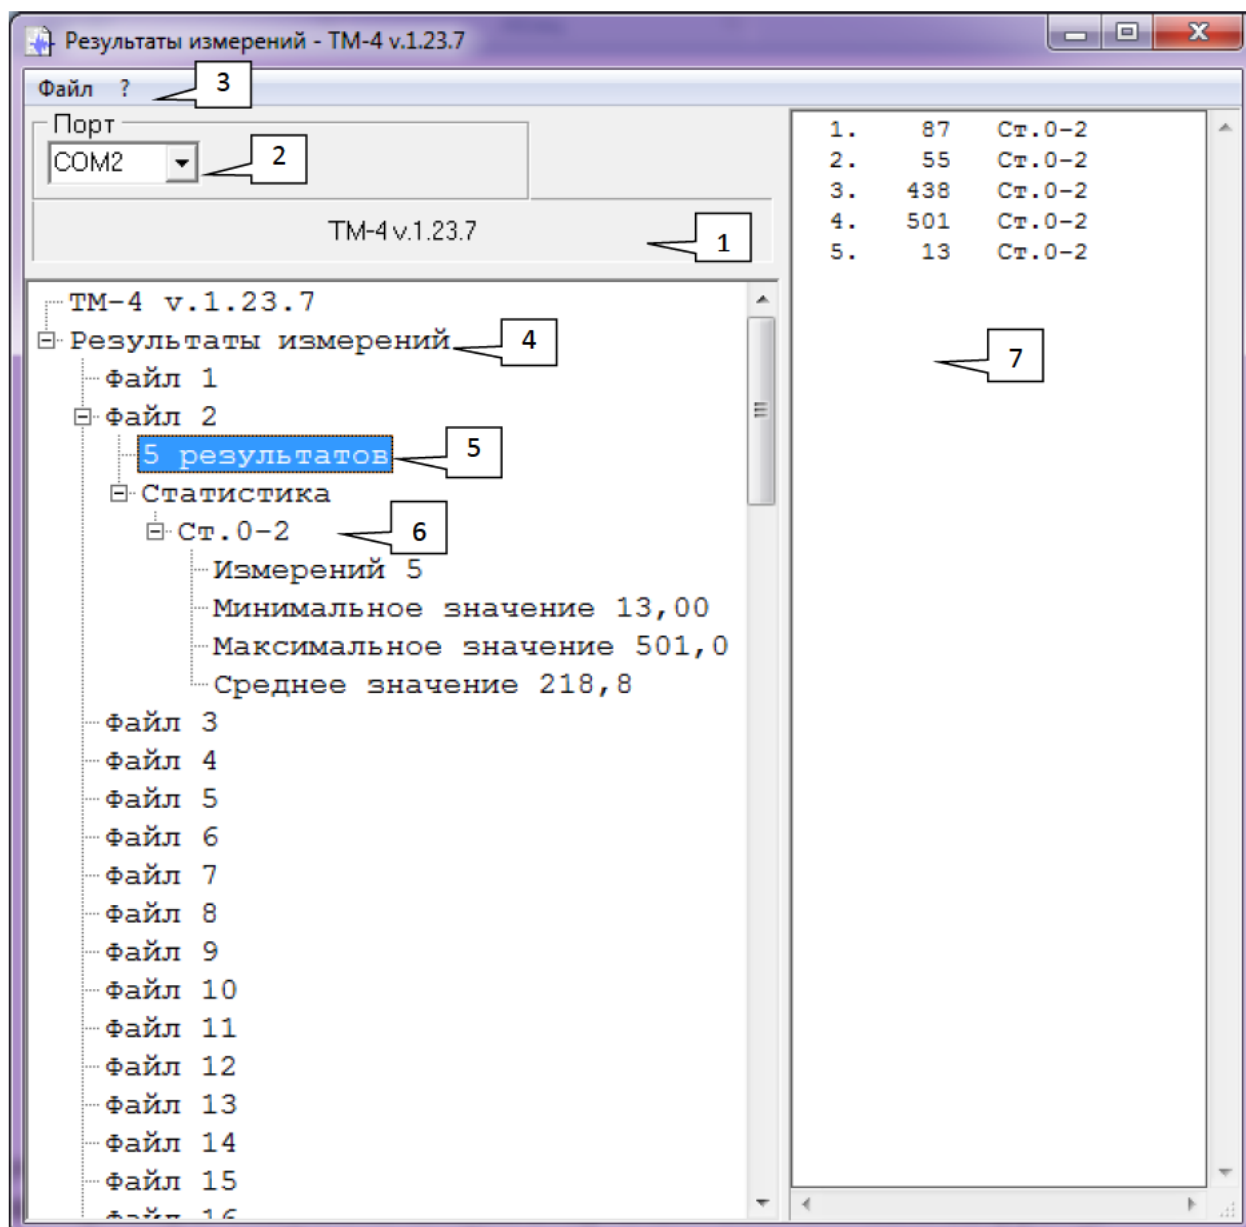 Результаты измерений - ТМ-4 v.1.23.7
Файл ?
3
Порт
COM2
2
ТМ-4 v.1.23.7
1
ТМ-4 v.1.23.7
Результаты измерений
4
Файл 1
Файл 2
5 результатов
5
Статистика
Ст.0-2
6
Измерений 5
Минимальное значение 13,00
Максимальное значение 501,0
Среднее значение 218,8
Файл 3
Файл 4
Файл 5
Файл 6
Файл 7
Файл 8
Файл 9
Файл 10
Файл 11
Файл 12
Файл 13
Файл 14
Файл 15
Файл 16
1. 87 Ст.0-2
2. 55 Ст.0-2
3. 438 Ст.0-2
4. 501 Ст.0-2
5. 13 Ст.0-2
7